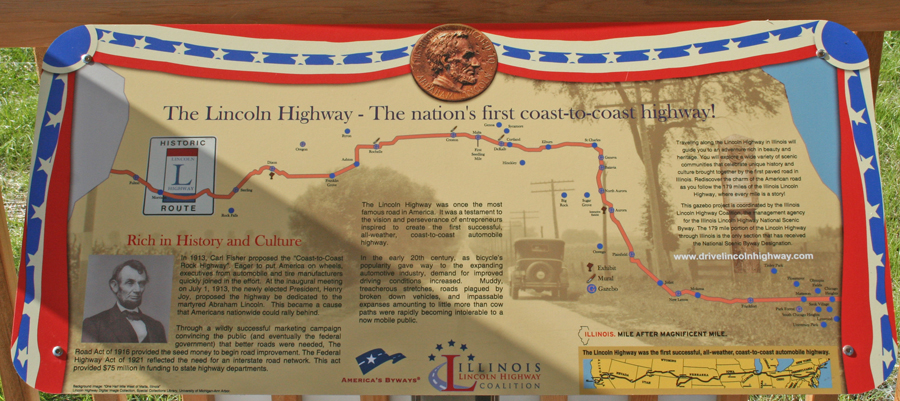 The Lincoln Highway - The nation's first coast-to-coast highway!
HISTORIC
LINCOLN
HIGHWAY
ROUTE
Traveling along the Lincoln Highway in Illinois will
guide you to an adventure rich in beauty and
heritage. You will explore a wide variety of scenic
communities that celebrate unique history and
culture brought together by the first paved road in
Illinois. Rediscover the charm of the American road
as you follow the 179 miles of the Illinois Lincoln
Highway, where every mile is a story!
This gazebo project is coordinated by the Illinois
Lincoln Highway Coalition, the management agency
for the Illinois Lincoln Highway National Scenic
Byway. The 179 mile portion of the Lincoln Highway
through Illinois is the only section that has received
the National Scenic Byway Designation.
www.drivelincolnhighway.com
Rich in History and Culture
In 1913, Carl Fisher proposed the "Coast-to-Coast
Rock Highway". Eager to put America on wheels,
executives from automobile and tire manufacturers
quickly joined in the effort. At the inaugural meeting
on July 1, 1913, the newly elected President, Henry
Joy, proposed the highway be dedicated to the
martyred Abraham Lincoln. This became a cause
that Americans nationwide could rally behind.
Through a wildly successful marketing campaign
convincing the public (and eventually the federal
government) that better roads were needed, The
Road Act of 1916 provided the seed money to begin road improvement. The Federal
Highway Act of 1921 reflected the need for an interstate road network. This act
provided $75 million in funding to state highway departments.
The Lincoln Highway was once the most
famous road in America. It was a testament to
the vision and perseverance of entrepreneurs
inspired to create the first successful,
all-weather, coast-to-coast automobile
highway.
In the early 20th century, as bicycle's
popularity gave way to the expanding
automotive industry, demand for improved
driving conditions increased. Muddy,
treacherous streets, roads plagued by
broken down vehicles, and impassable
expanses amounting to little more than cow
paths were rapidly becoming intolerable to a
now mobile public.
Exhibit
Mural
Gazebo
AMERICA'S BYWAYS®
ILLINOIS
LINCOLN HIGHWAY
COALITION
ILLINOIS. MILE AFTER MAGNIFICENT MILE.
The Lincoln Highway was the first successful, all-weather, coast-to-coast automobile highway.